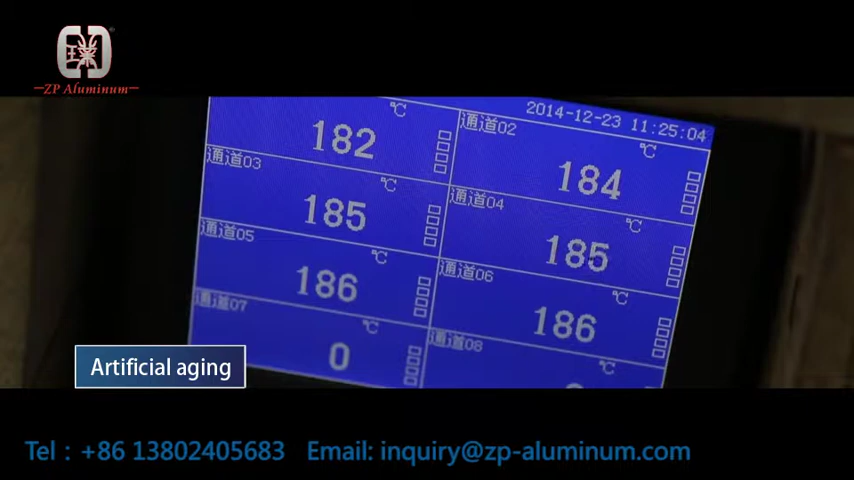 ZP Aluminum
2014-12-23 11:25:04
℃
182
通道02
℃
184
通道03
℃
185
通道04
℃
185
通道05
℃
186
通道06
℃
186
通道07
℃
0
通道08
℃
Artificial aging
Tel：+86 13802405683 Email: inquiry@zp-aluminum.com